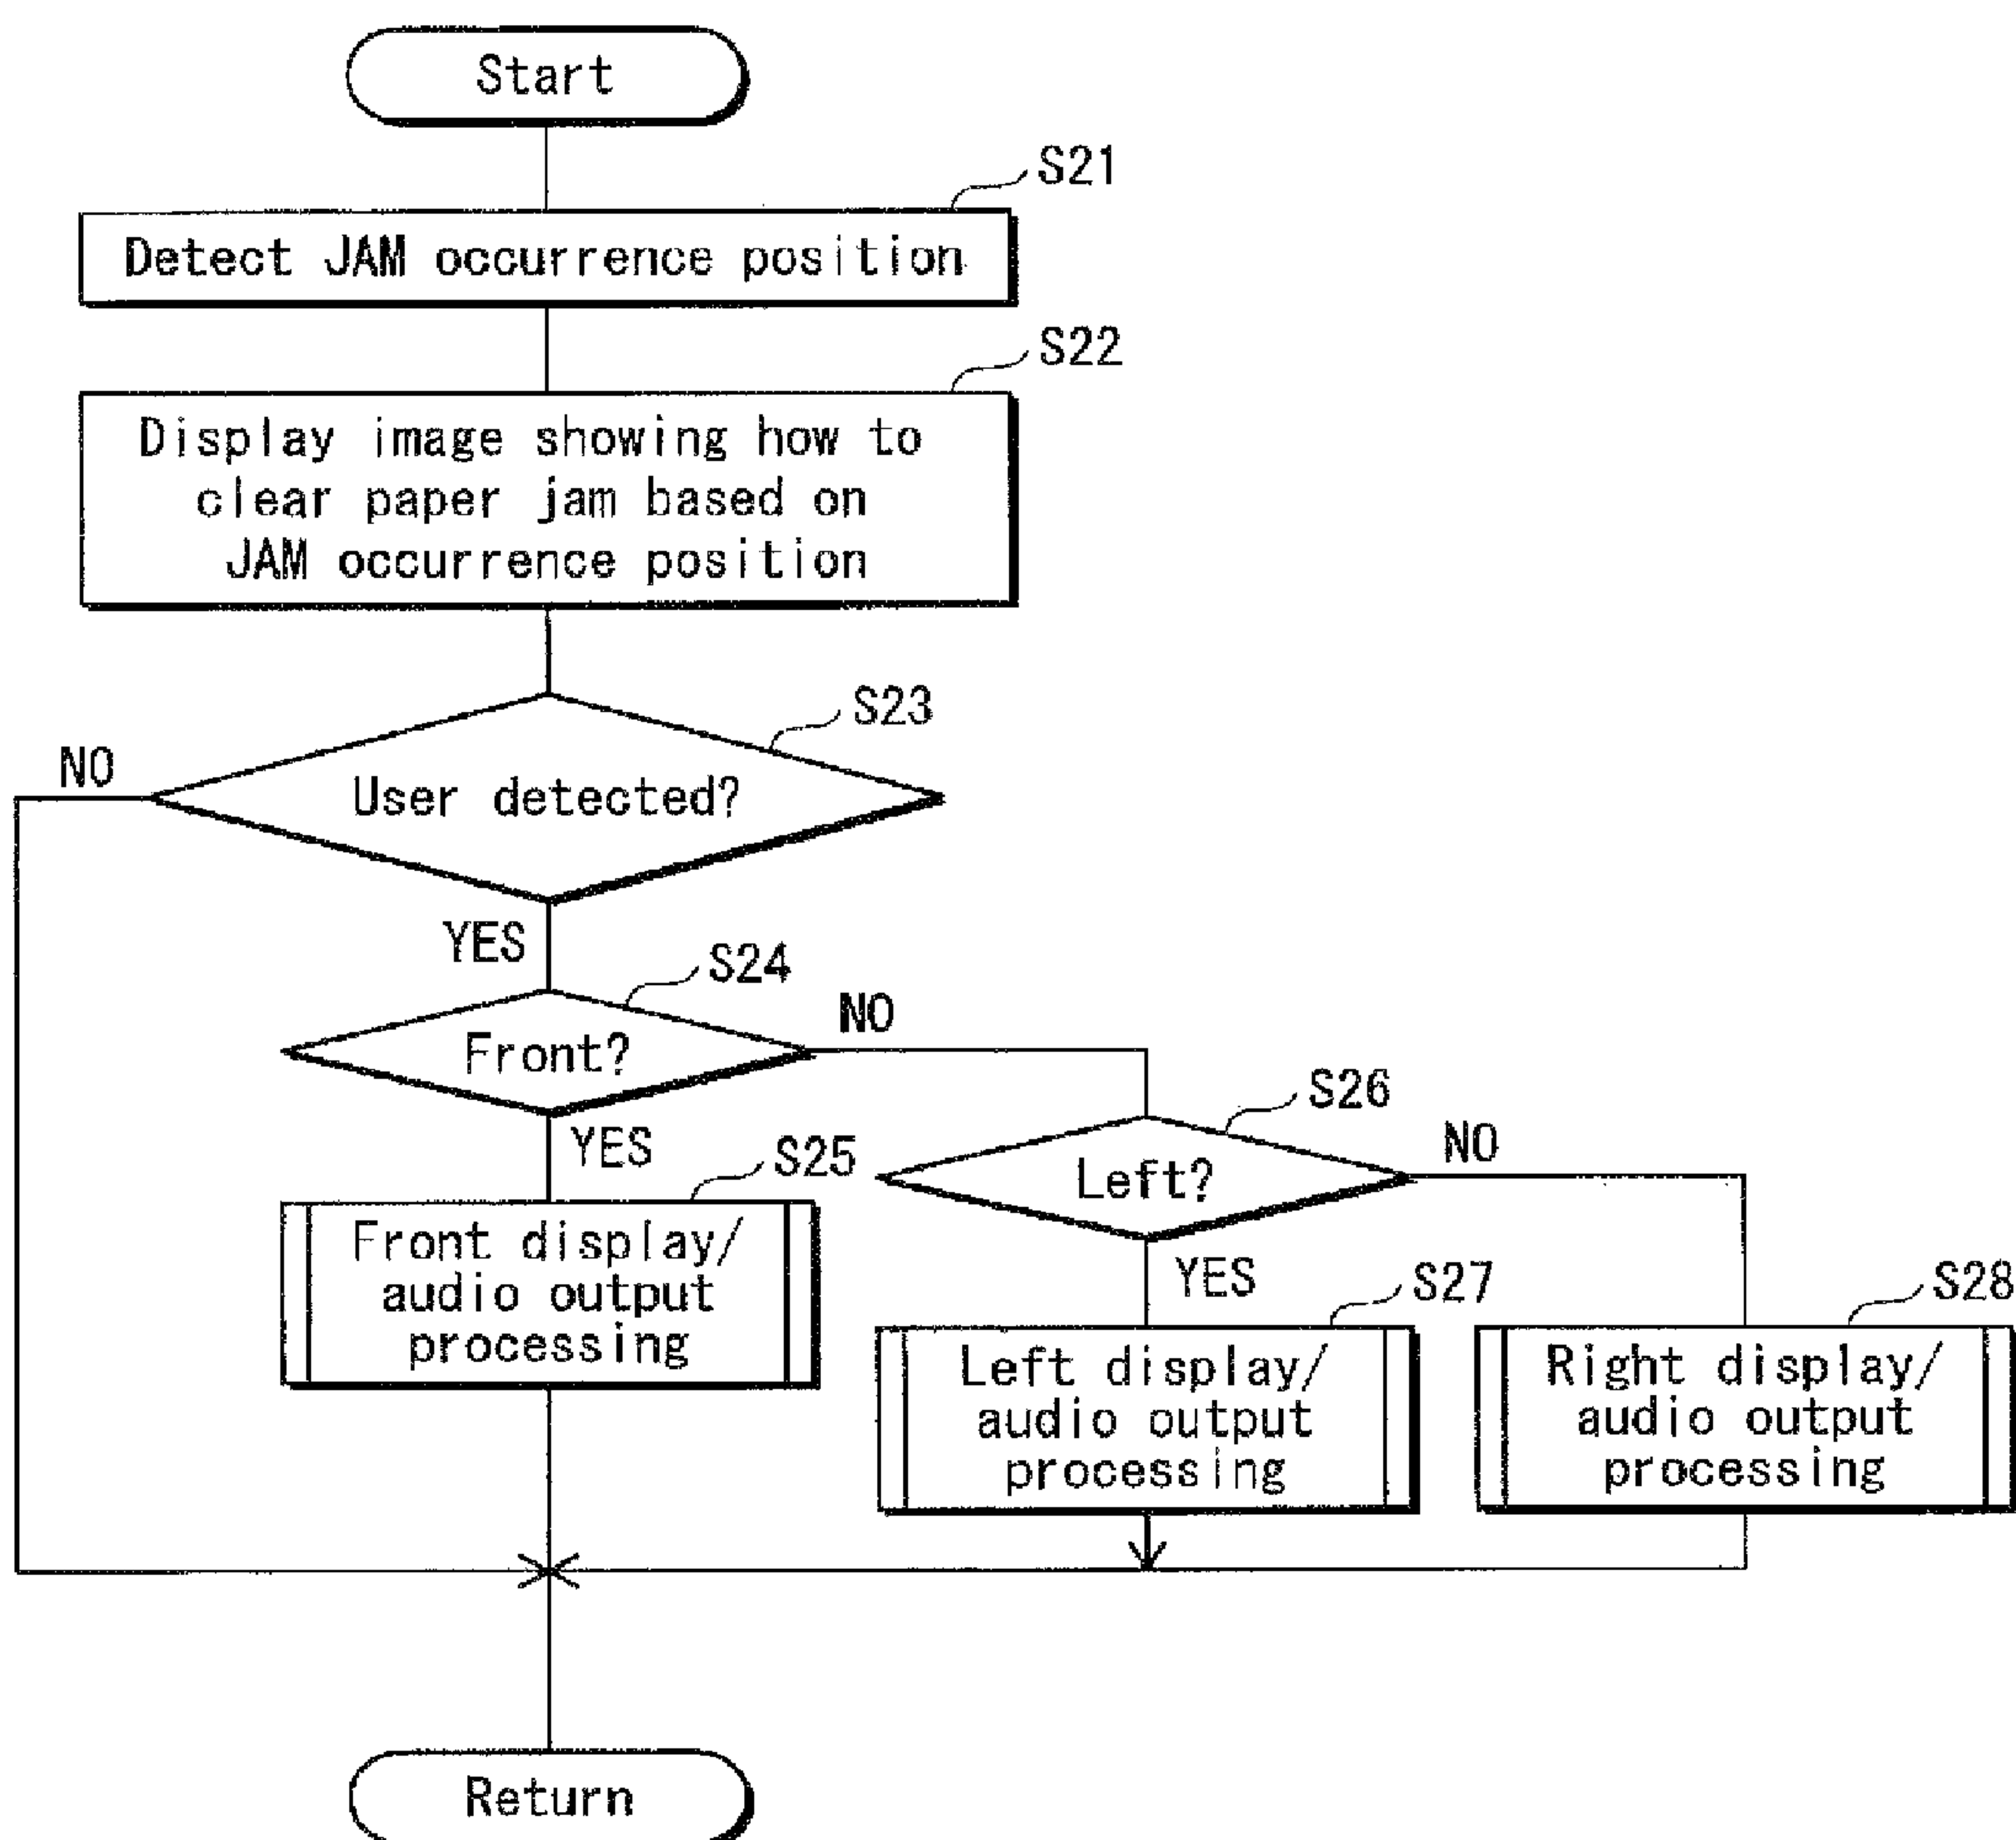 Start
S21
Detect JAM occurrence position
S22
Display image showing how to
clear paper jam based on
JAM occurrence position
S23
NO
User detected?
YES
S24
NO
Front?
S26
YES
S25
NO
Left?
Front display/
audio output
processing
YES
S27
S28
Left display/
audio output
processing
Right display/
audio output
processing
Return